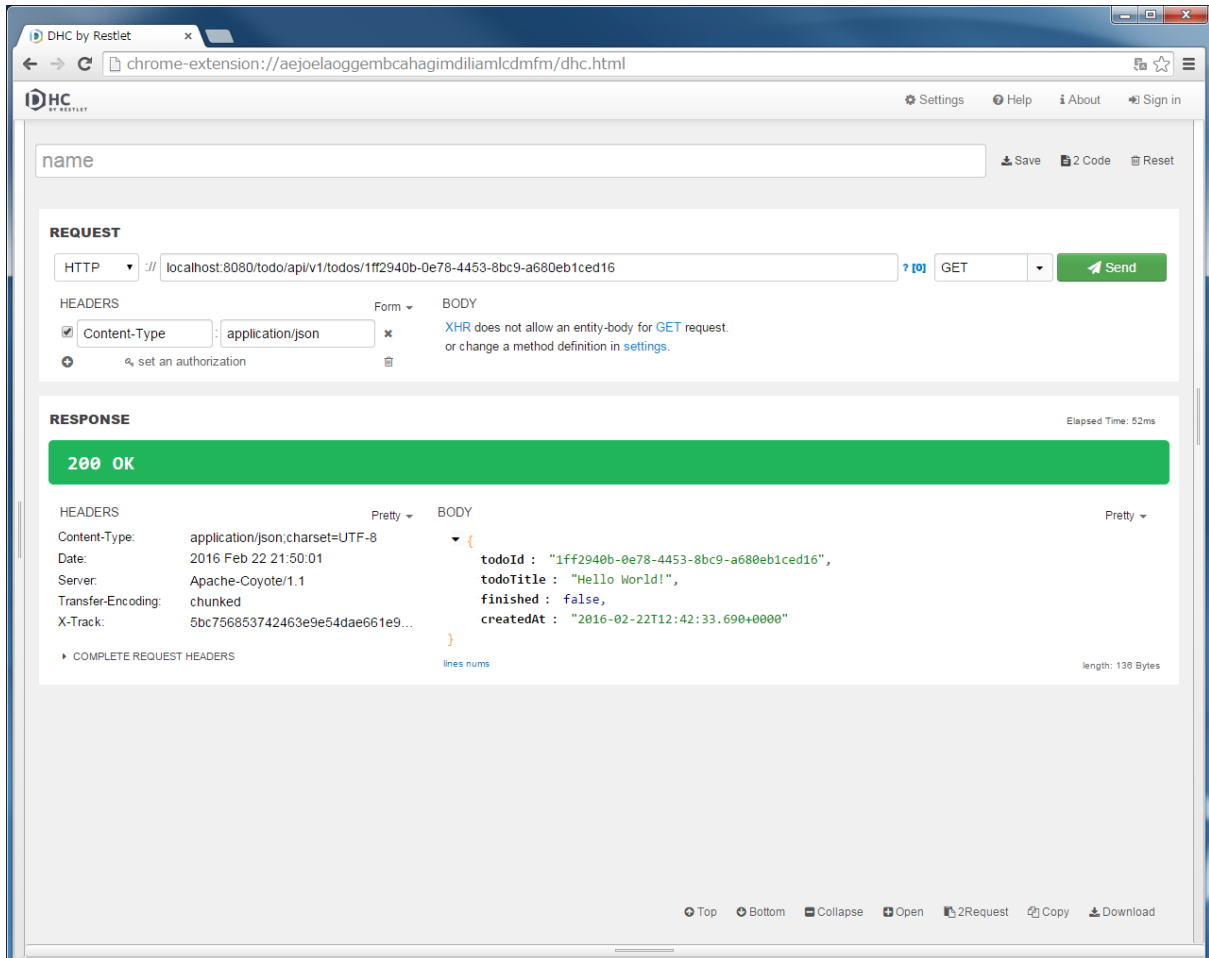 DHC by Restlet
chrome-extension://aejoelaoggembcahagimdiliamlcdmfm/dhc.html
DHC BY RESTLET Settings Help About Sign in
name Save 2 Code Reset
REQUEST
HTTP :// localhost:8080/todo/api/v1/todos/1ff2940b-0e78-4453-8bc9-a680eb1ced16 ? [0] GET Send
HEADERS Form BODY
Content-Type : application/json XHR does not allow an entity-body for GET request.
or change a method definition in settings.
set an authorization
RESPONSE Elapsed Time: 52ms
200 OK
HEADERS Pretty BODY Pretty
Content-Type: application/json;charset=UTF-8 {
Date: 2016 Feb 22 21:50:01 todoId : "1ff2940b-0e78-4453-8bc9-a680eb1ced16",
Server: Apache-Coyote/1.1 todoTitle : "Hello World!",
Transfer-Encoding: chunked finished : false,
X-Track: 5bc756853742463e9e54dae661e9... createdAt : "2016-02-22T12:42:33.690+0000"
}
COMPLETE REQUEST HEADERS lines nums length: 136 Bytes
Top Bottom Collapse Open 2Request Copy Download